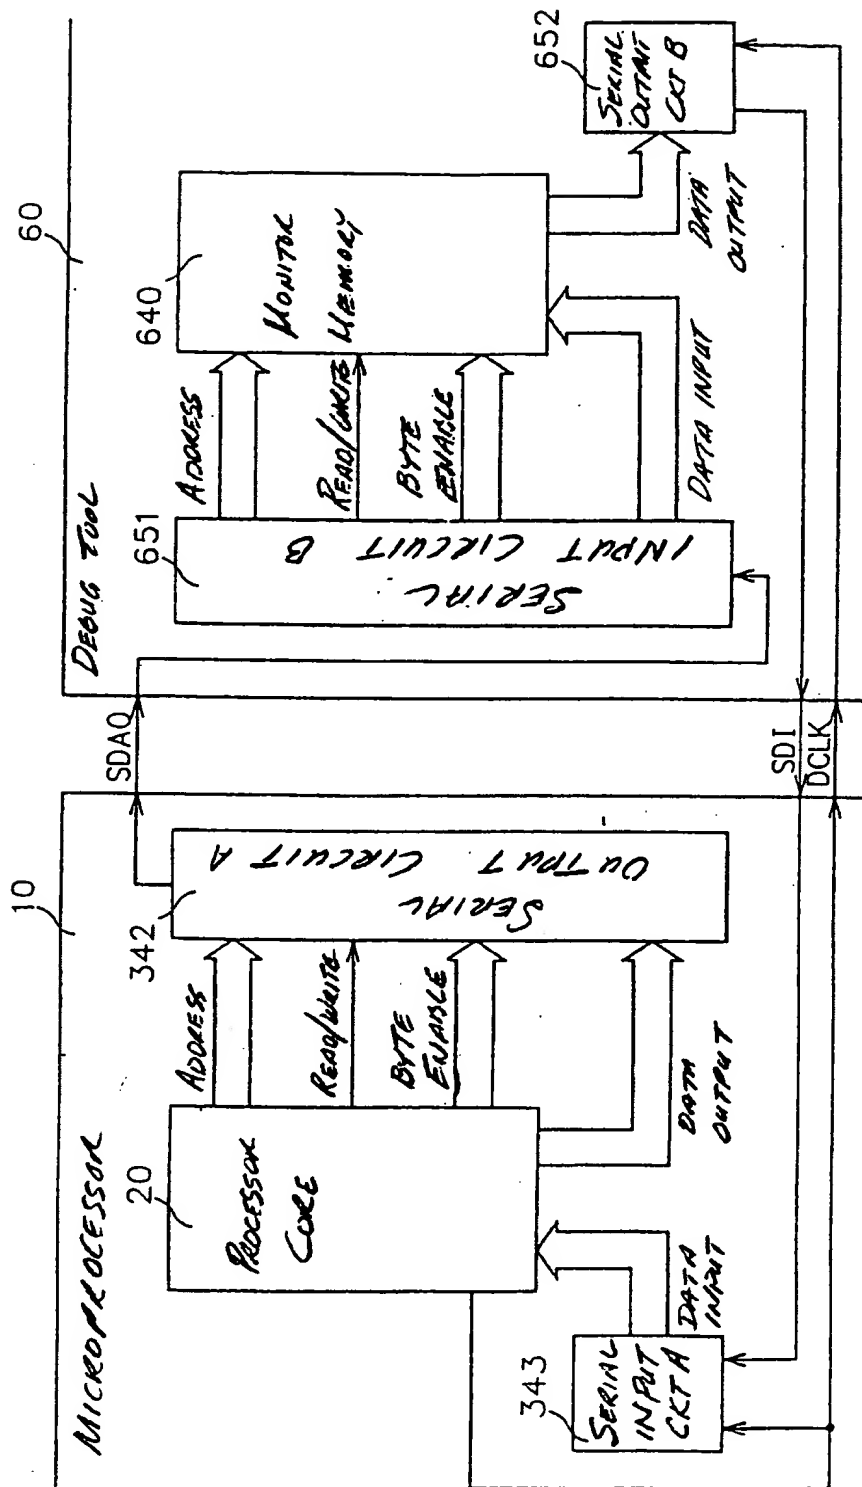 10
MICROPROCESSOR
20
PROCESSOR
CORE
ADDRESS
READ/WRITE
BYTE
ENABLE
DATA
OUTPUT
342
SERIAL
OUTPUT CIRCUIT A
343
SERIAL
INPUT
CKT A
DATA
INPUT
SDAO
SDI
DCLK
60
DEBUG TOOL
651
SERIAL
INPUT CIRCUIT B
ADDRESS
READ/WRITE
BYTE
ENABLE
DATA INPUT
640
MONITOR
MEMORY
DATA
OUTPUT
652
SERIAL
OUTPUT
CKT B